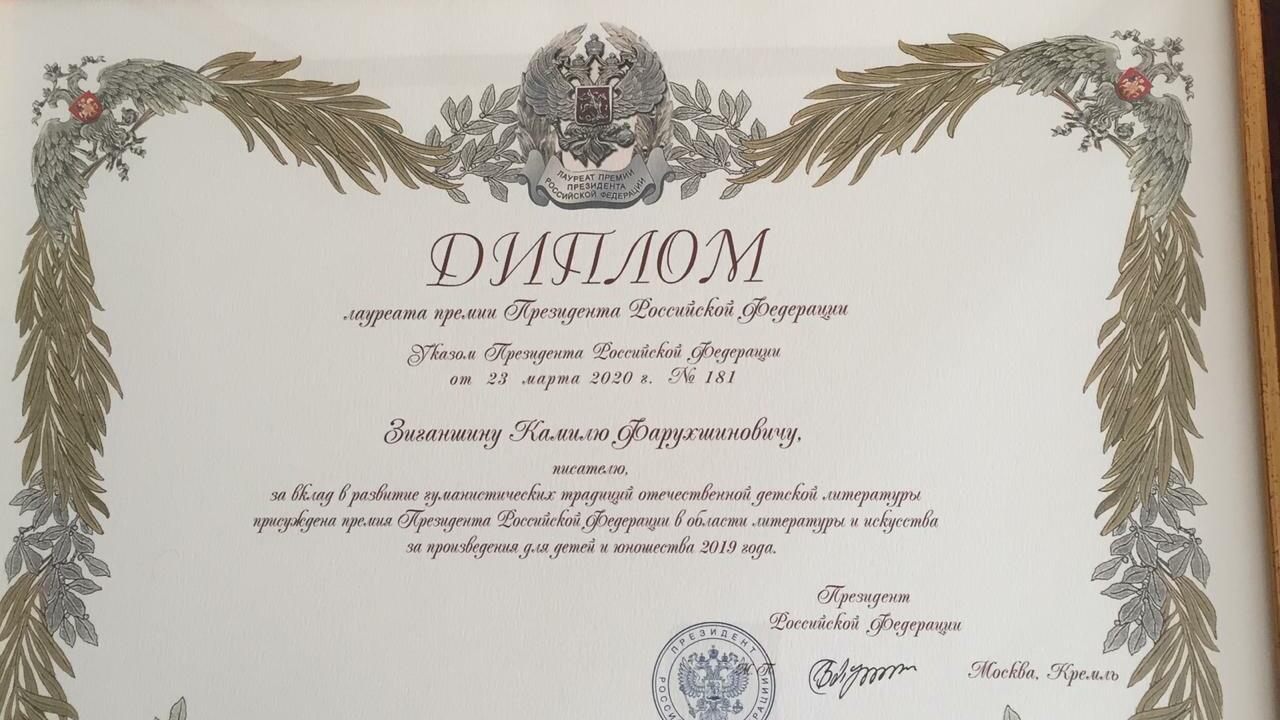 ЛАУРЕАТ ПРЕМИИ
ПРЕЗИДЕНТА
РОССИЙСКОЙ ФЕДЕРАЦИИ
ДИПЛОМ
лауреата премии Президента Российской Федерации
Указом Президента Российской Федерации
от 23 марта 2020 г. № 181
Зиганшину Камилю Фарухшиновичу,
писателю,
за вклад в развитие гуманистических традиций отечественной детской литературы
присуждена премия Президента Российской Федерации в области литературы и искусства
за произведения для детей и юношества 2019 года.
Президент
Российской Федерации
ПРЕЗИДЕНТ
Москва, Кремль